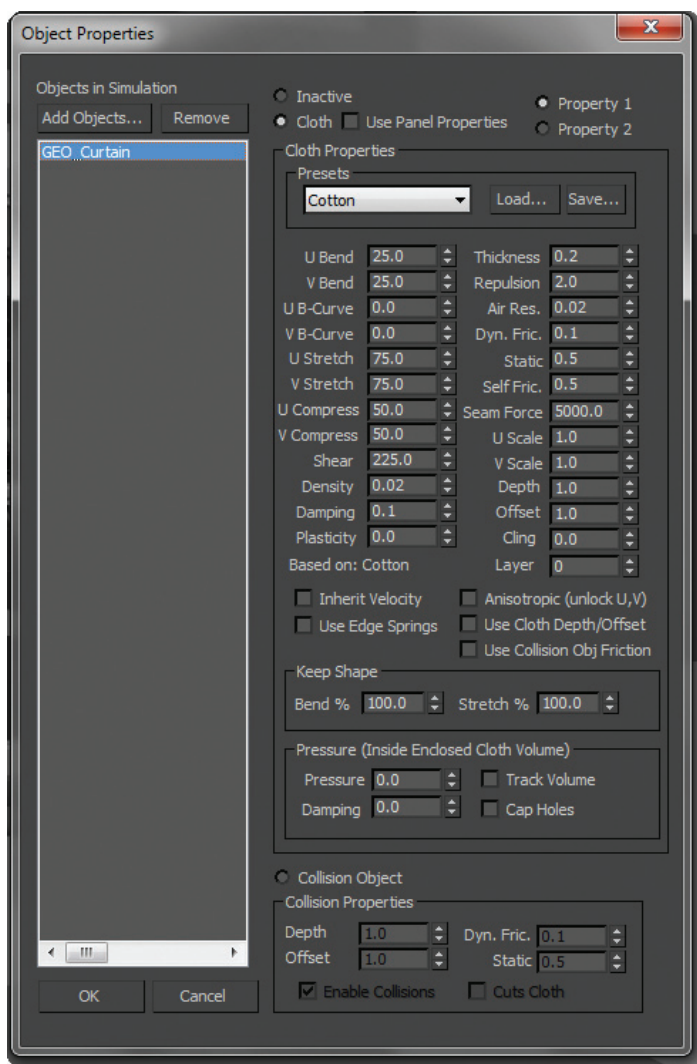 Object Properties
Objects in Simulation
Add Objects... Remove
GEO_Curtain
OK Cancel
Inactive
Property 1
Cloth Use Panel Properties
Property 2
Cloth Properties
Presets
Cotton Load... Save...
U Bend 25.0 Thickness 0.2
V Bend 25.0 Repulsion 2.0
U B-Curve 0.0 Air Res. 0.02
V B-Curve 0.0 Dyn. Fric. 0.1
U Stretch 75.0 Static 0.5
V Stretch 75.0 Self Fric. 0.5
U Compress 50.0 Seam Force 5000.0
V Compress 50.0 U Scale 1.0
Shear 225.0 V Scale 1.0
Density 0.02 Depth 1.0
Damping 0.1 Offset 1.0
Plasticity 0.0 Cling 0.0
Based on: Cotton Layer 0
Inherit Velocity Anisotropic (unlock U,V)
Use Edge Springs Use Cloth Depth/Offset
Use Collision Obj Friction
Keep Shape
Bend % 100.0 Stretch % 100.0
Pressure (Inside Enclosed Cloth Volume)
Pressure 0.0 Track Volume
Damping 0.0 Cap Holes
Collision Object
Collision Properties
Depth 1.0 Dyn. Fric. 0.1
Offset 1.0 Static 0.5
Enable Collisions Cuts Cloth